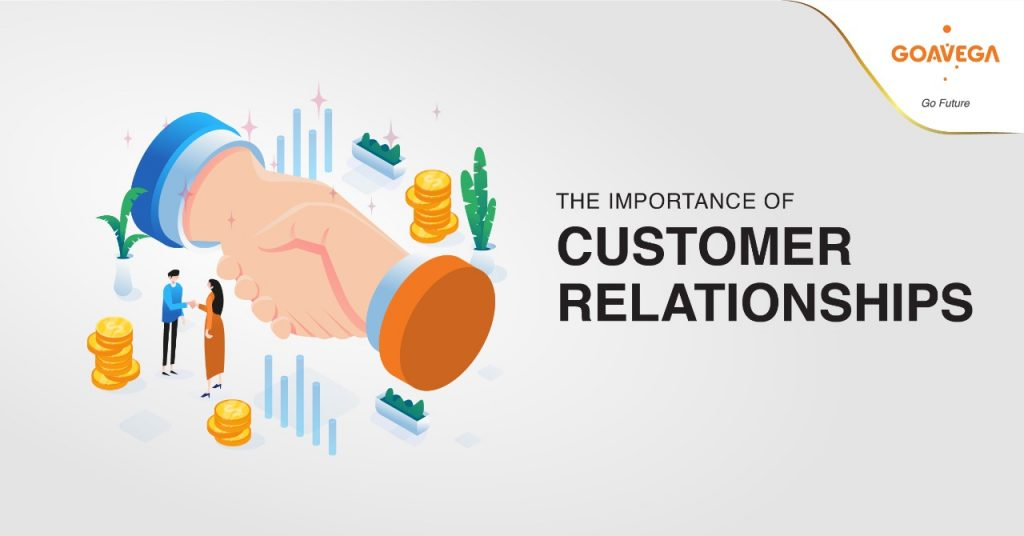 GOAVEGA
Go Future
THE IMPORTANCE OF
CUSTOMER
RELATIONSHIPS